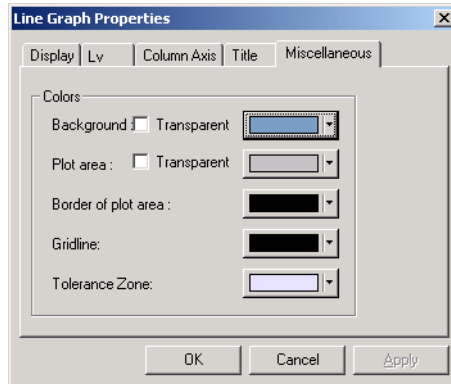 Line Graph Properties
Display Lv Column Axis Title Miscellaneous
Colors
Background : Transparent
Plot area : Transparent
Border of plot area :
Gridline:
Tolerance Zone:
OK Cancel Apply